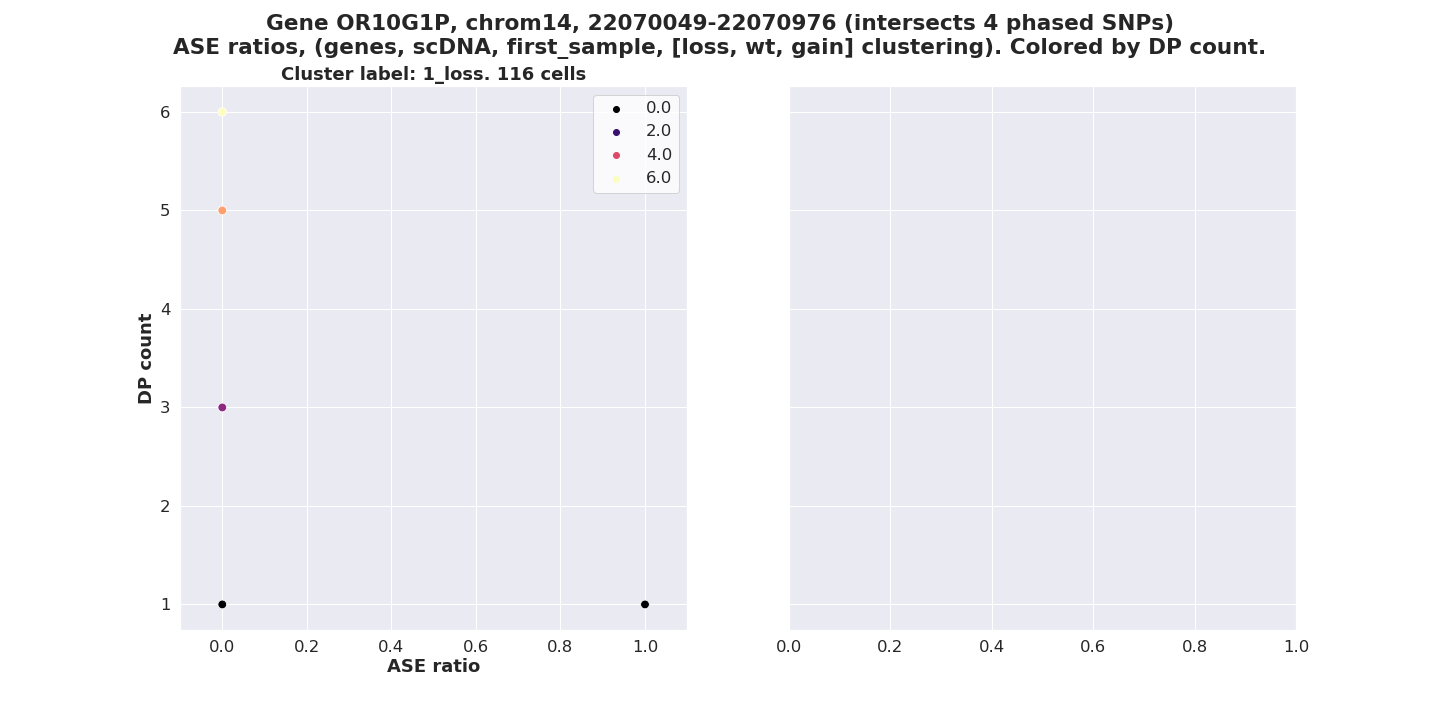 Gene OR10G1P, chrom14, 22070049-22070976 (intersects 4 phased SNPs)
ASE ratios, (genes, scDNA, first_sample, [loss, wt, gain] clustering). Colored by DP count.
Cluster label: 1_loss. 116 cells
0.0
2.0
4.0
6.0
6
5
4
3
2
1
DP count
0.0 0.2 0.4 0.6 0.8 1.0
ASE ratio
0.0 0.2 0.4 0.6 0.8 1.0